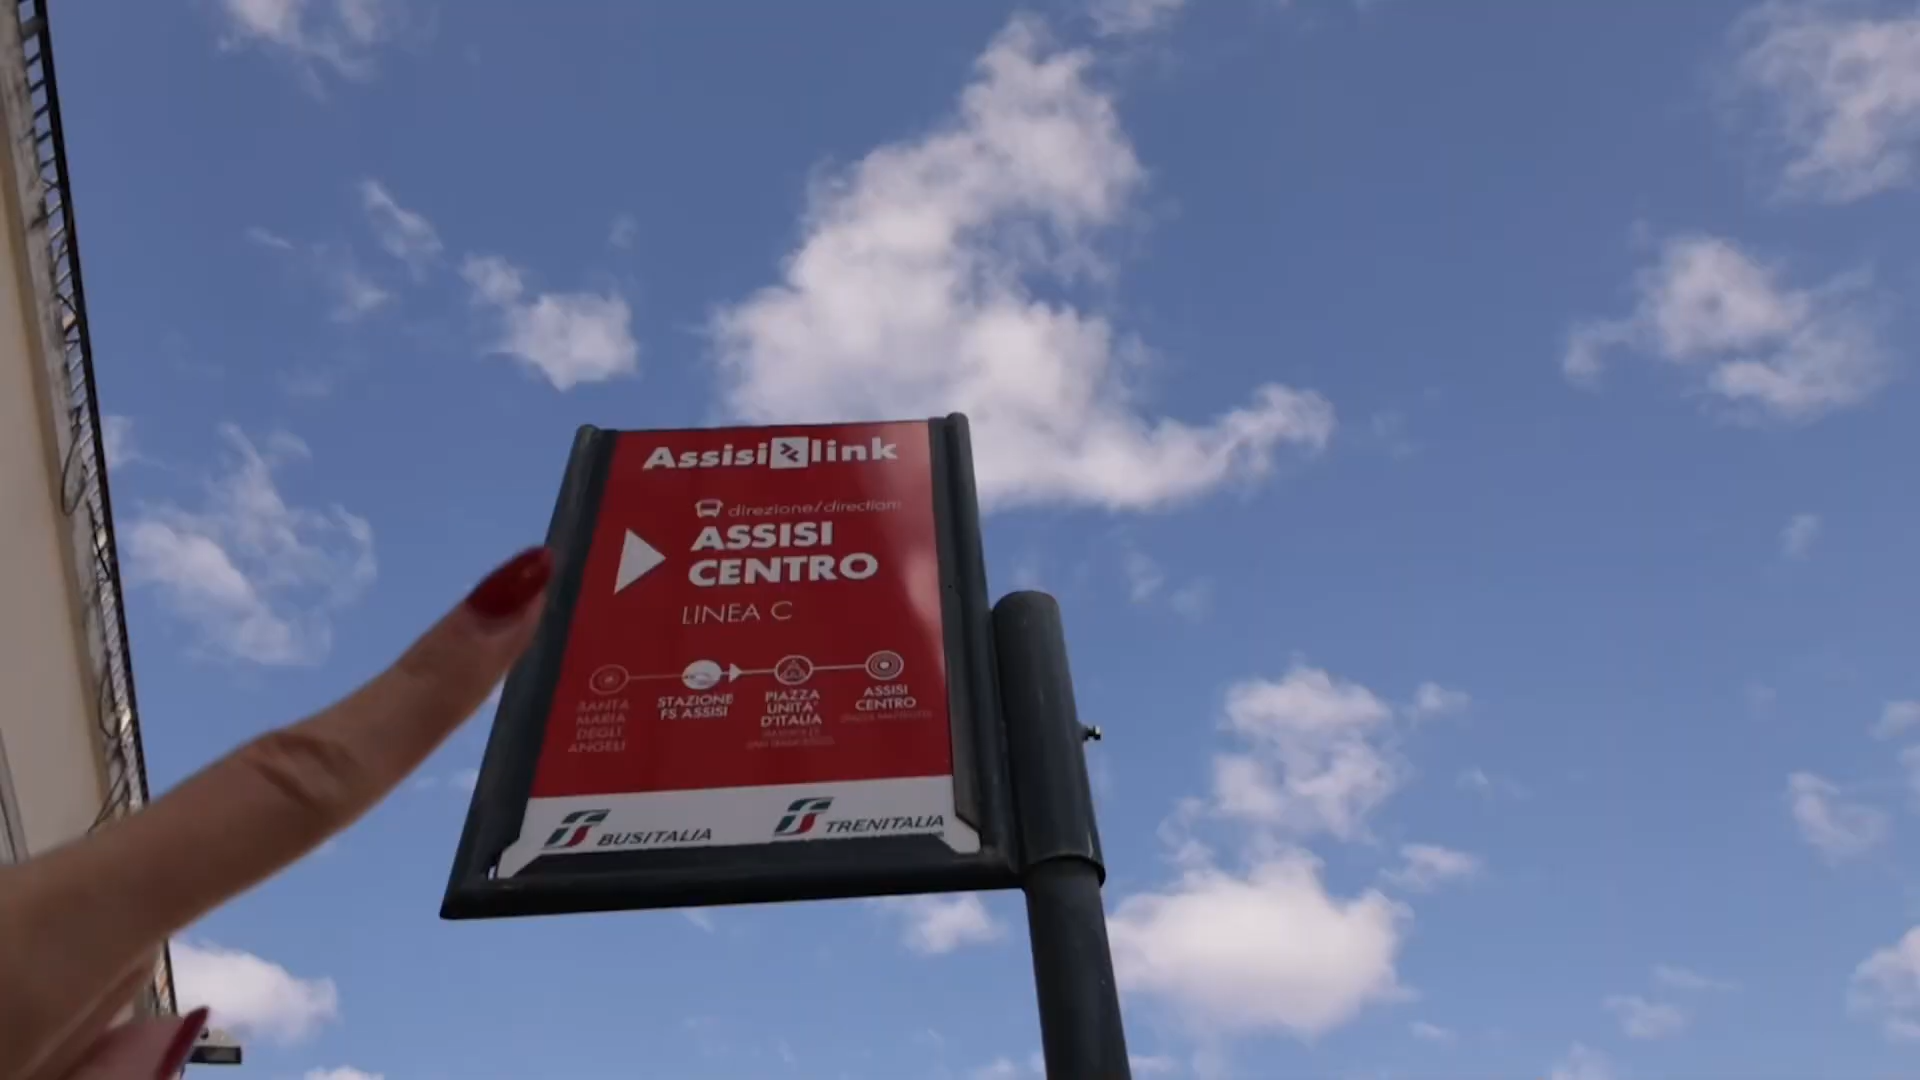 Assisi link
direzione/direction
ASSISI
CENTRO
LINEA C
SANTA
MARIA
DEGLI
ANGELI
STAZIONE
FS ASSISI
PIAZZA
UNITA'
D'ITALIA
ASSISI
CENTRO
BUSITALIA
TRENITALIA